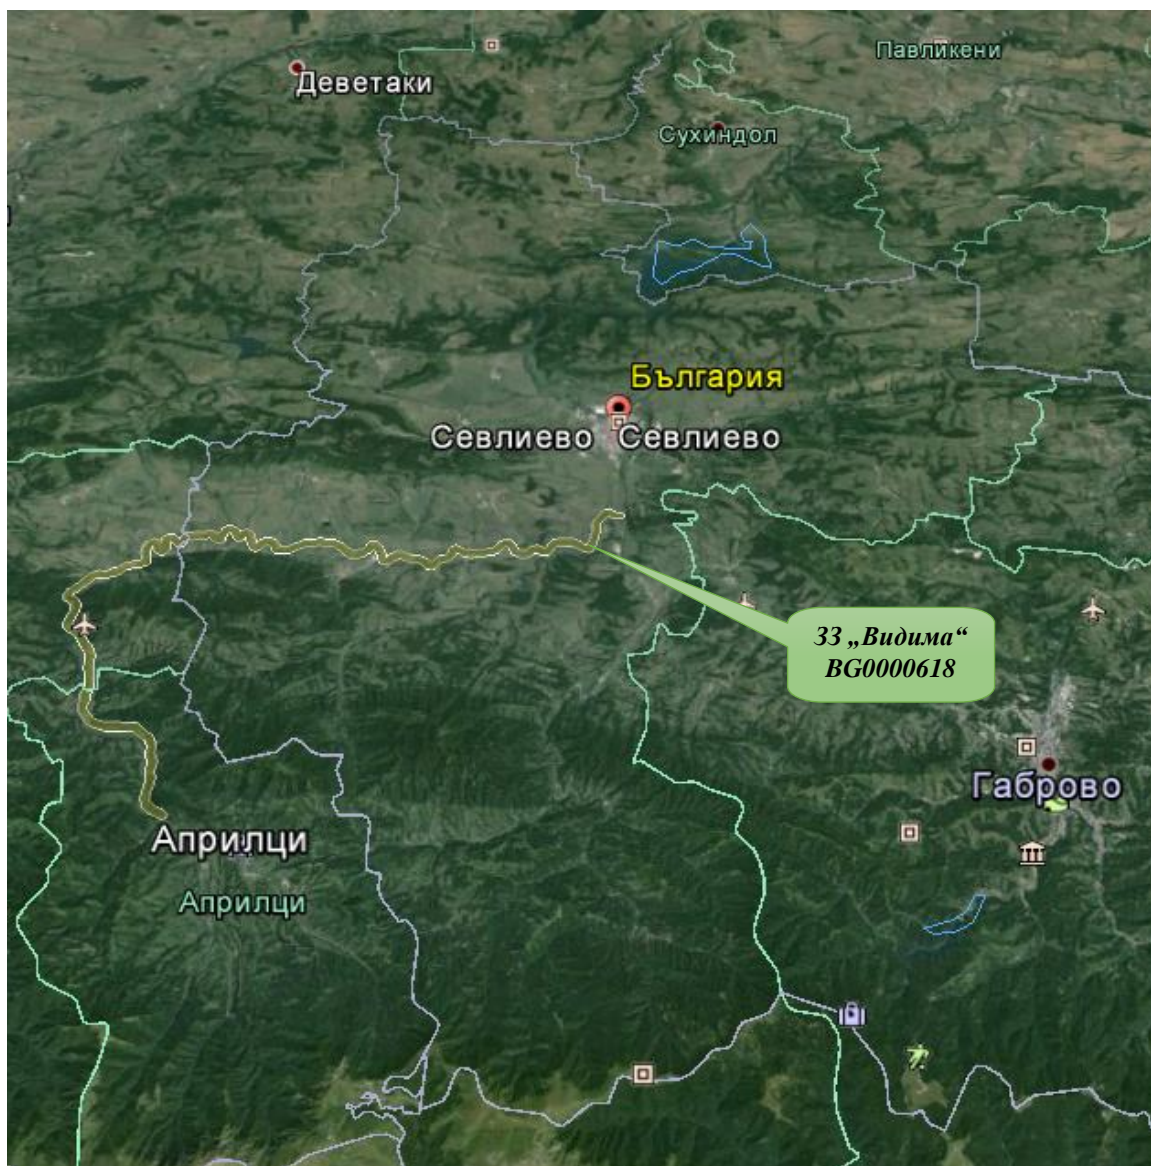 Павликени
Деветаки
Сухиндол
България
Севлиево Севлиево
ЗЗ „Видима“
BG0000618
Габрово
Априлци
Априлци